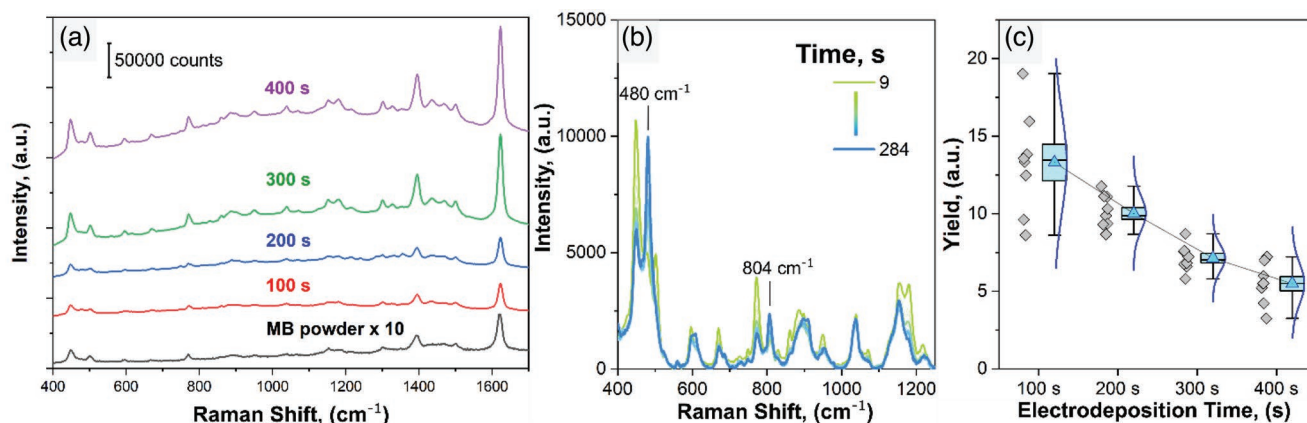 (a)
50000 counts
400 s
300 s
200 s
100 s
MB powder x 10
Intensity, (a.u.)
400 600 800 1000 1200 1400 1600
Raman Shift, (cm⁻¹)
(b)
15000
10000
5000
0
Time, s
9
284
480 cm⁻¹
804 cm⁻¹
Intensity, (a.u.)
400 600 800 1000 1200
Raman Shift, (cm⁻¹)
(c)
20
15
10
5
0
Yield, (a.u.)
100 s 200 s 300 s 400 s
Electrodeposition Time, (s)